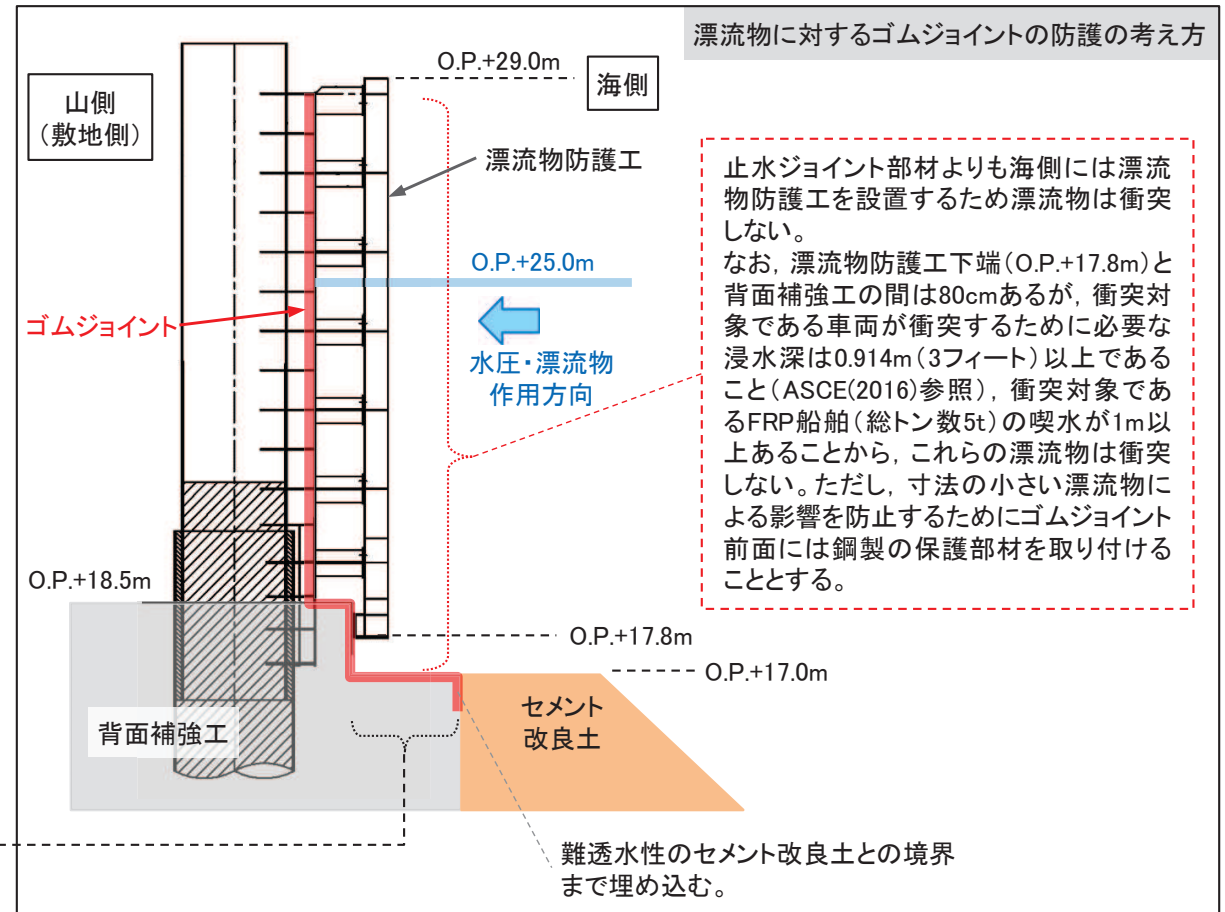 漂流物に対するゴムジョイントの防護の考え方
O.P.+29.0m
山側
(敷地側)
海側
漂流物防護工
止水ジョイント部材よりも海側には漂流
物防護工を設置するため漂流物は衝突
しない。
なお,漂流物防護工下端(O.P.+17.8m)と
背面補強工の間は80cmあるが,衝突対
象である車両が衝突するために必要な
浸水深は0.914m(3フィート)以上である
こと(ASCE(2016)参照),衝突対象であ
るFRP船舶(総トン数5t)の喫水が1m以
上あることから,これらの漂流物は衝突
しない。ただし,寸法の小さい漂流物に
よる影響を防止するためにゴムジョイント
前面には鋼製の保護部材を取り付ける
こととする。
O.P.+25.0m
ゴムジョイント
水圧・漂流物
作用方向
O.P.+18.5m
O.P.+17.8m
O.P.+17.0m
背面補強工
セメント
改良土
難透水性のセメント改良土との境界
まで埋め込む。